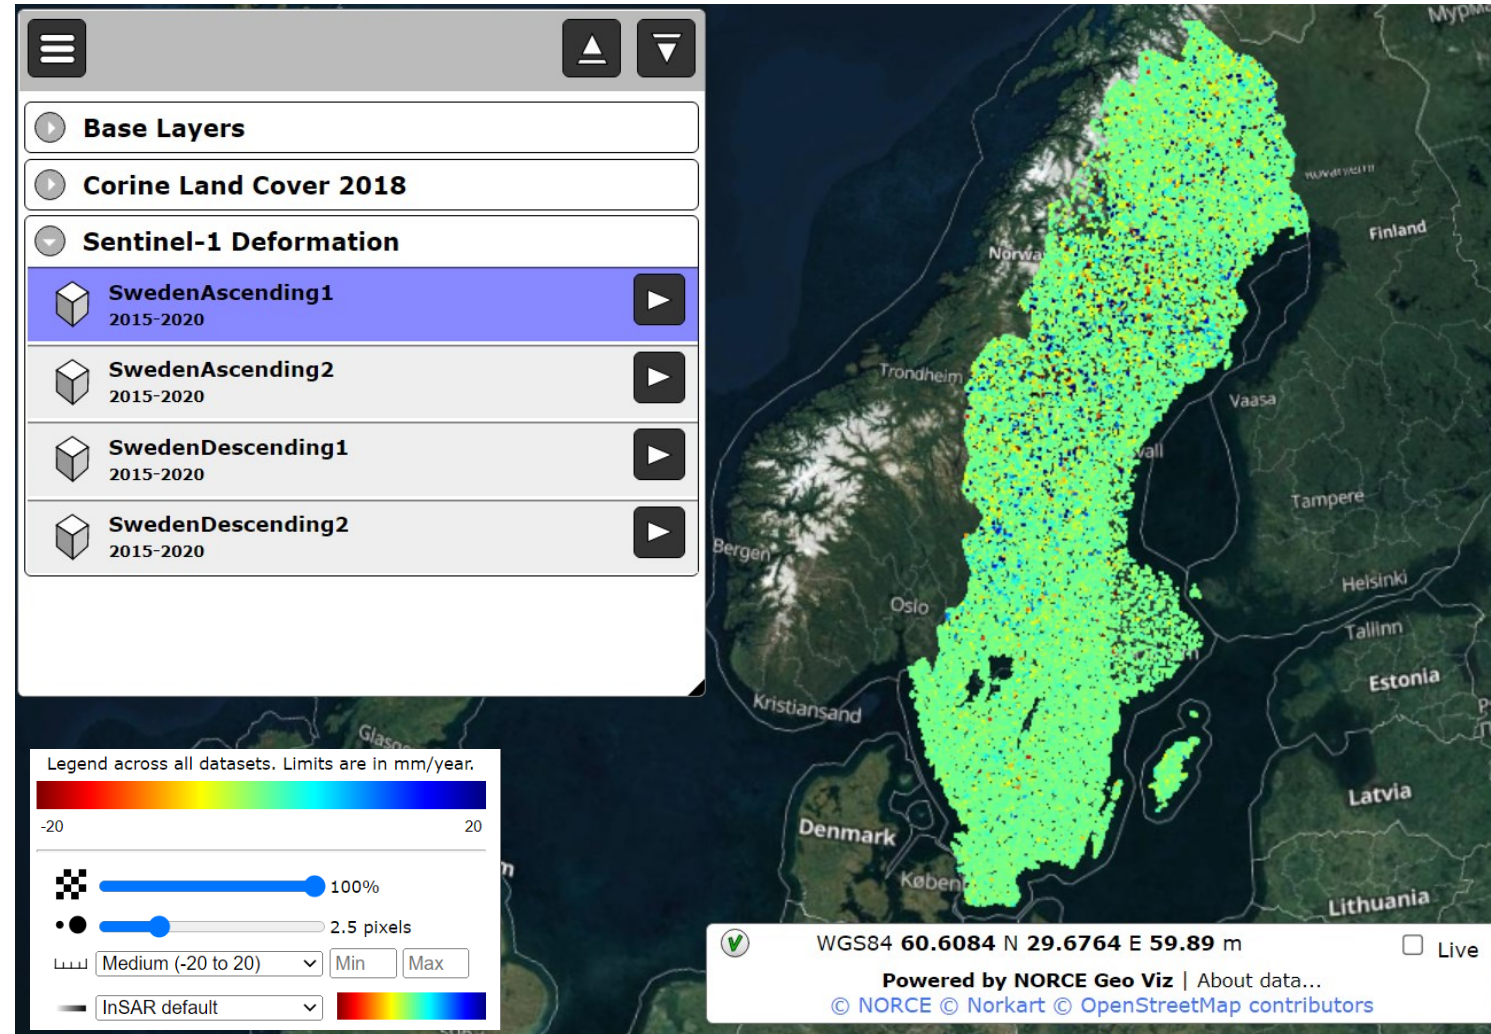 Base Layers
Corine Land Cover 2018
Sentinel-1 Deformation
SwedenAscending1
2015-2020
SwedenAscending2
2015-2020
SwedenDescending1
2015-2020
SwedenDescending2
2015-2020
Legend across all datasets. Limits are in mm/year.
-20 20
100%
2.5 pixels
Medium (-20 to 20) Min Max
InSAR default
Norwa
Finland
Trondheim
Vaasa
vall
Tampere
Bergen
Helsinki
Oslo
Tallinn
Estonia
Kristiansand
Glasg
Latvia
Denmark
Københ
Lithuania
WGS84 60.6084 N 29.6764 E 59.89 m
Live
Powered by NORCE Geo Viz | About data...
© NORCE © Norkart © OpenStreetMap contributors